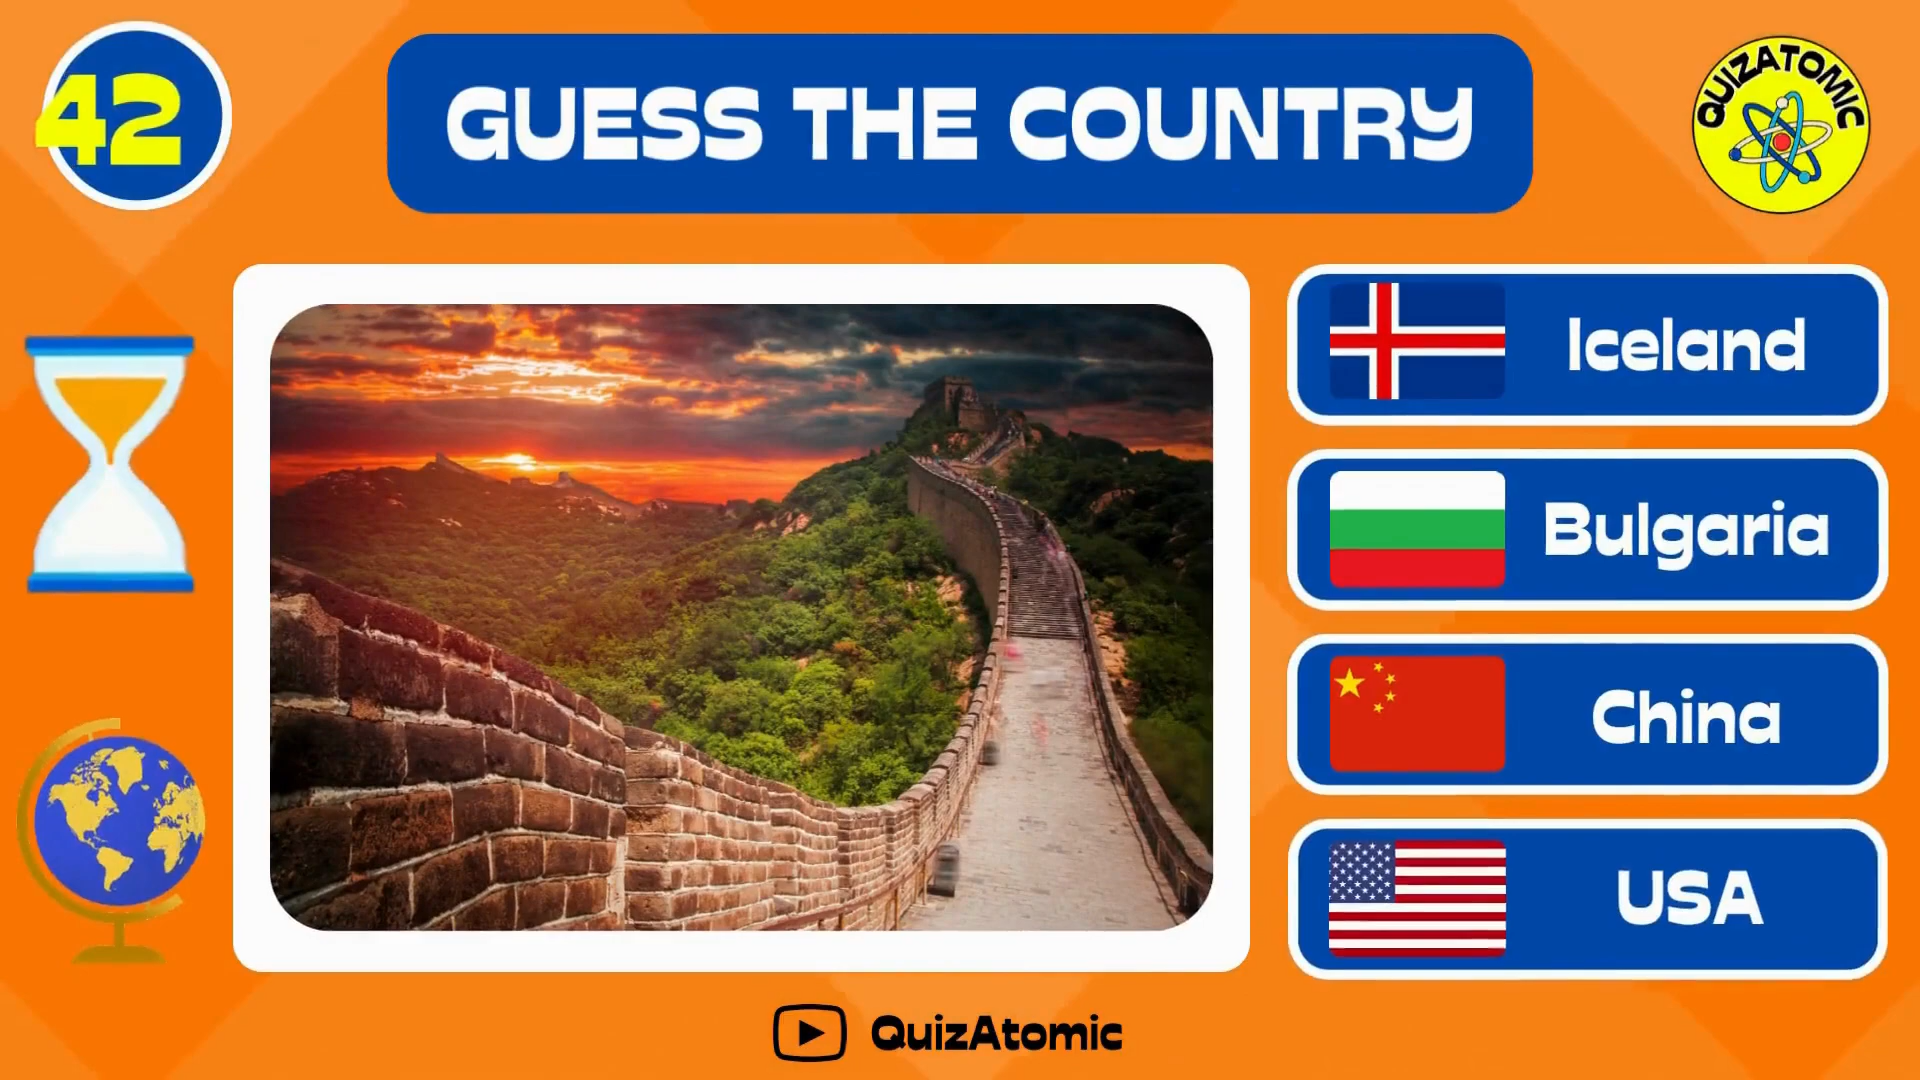 42
GUESS THE COUNTRY
QUIZATOMIC
Iceland
Bulgaria
China
USA
QuizAtomic